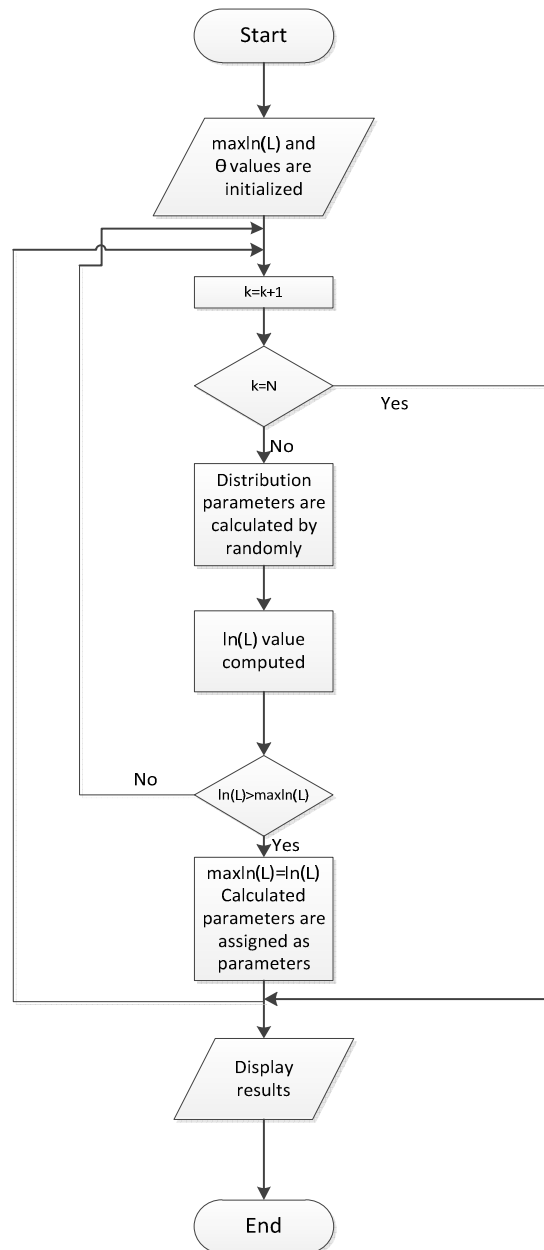 Start
maxln(L) and
θ values are
initialized
k=k+1
k=N
Yes
No
Distribution
parameters are
calculated by
randomly
ln(L) value
computed
No
ln(L)>maxln(L)
Yes
maxln(L)=ln(L)
Calculated
parameters are
assigned as
parameters
Display
results
End